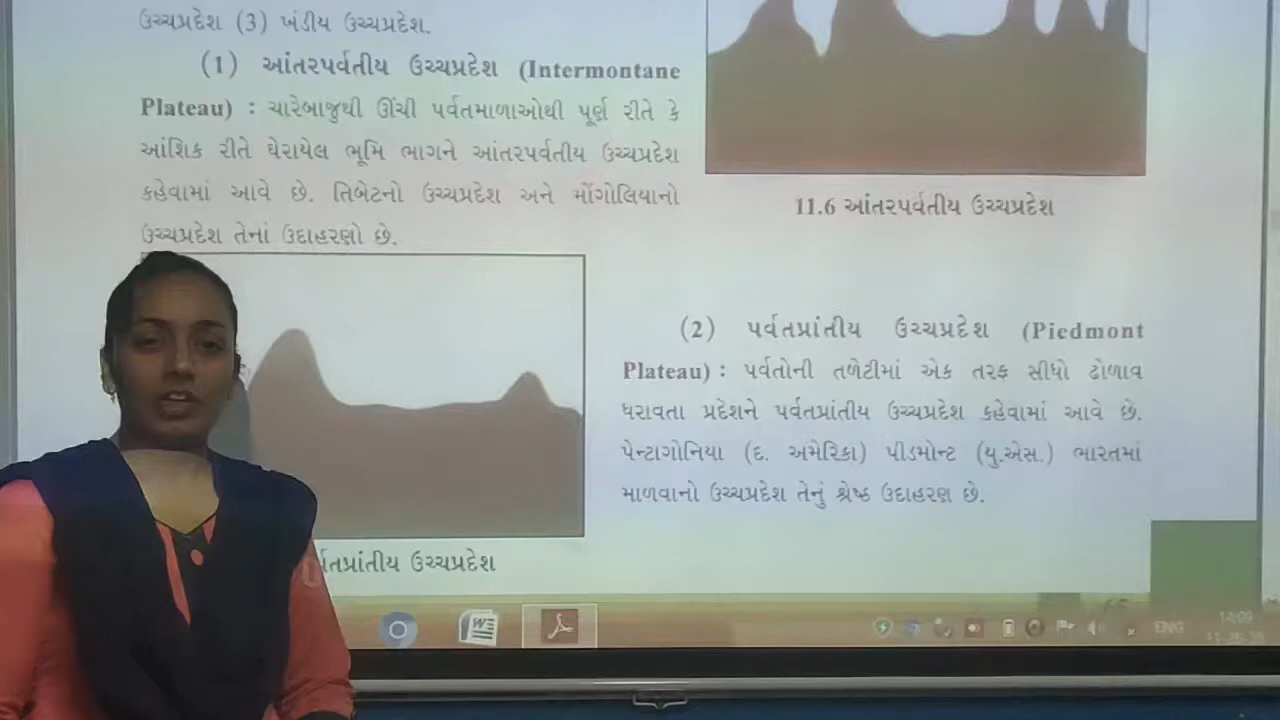 ઉચ્ચપ્રદેશ (3) ખંડીય ઉચ્ચપ્રદેશ.
(1) આંતરપર્વતીય ઉચ્ચપ્રદેશ (Intermontane
Plateau) : ચારેબાજુથી ઊંચી પર્વતમાળાઓથી પૂર્ણ રીતે કે
આંશિક રીતે ઘેરાયેલ ભૂમિ ભાગને આંતરપર્વતીય ઉચ્ચપ્રદેશ
કહેવામાં આવે છે. તિબેટનો ઉચ્ચપ્રદેશ અને મોંગોલિયાનો
ઉચ્ચપ્રદેશ તેનાં ઉદાહરણો છે.
11.6 આંતરપર્વતીય ઉચ્ચપ્રદેશ
(2) પર્વતપ્રાંતીય ઉચ્ચપ્રદેશ (Piedmont
Plateau) : પર્વતોની તળેટીમાં એક તરફ સીધો ઢોળાવ
ધરાવતા પ્રદેશને પર્વતપ્રાંતીય ઉચ્ચપ્રદેશ કહેવામાં આવે છે.
પેન્ટાગોનિયા (દ. અમેરિકા) પીડમોન્ટ (યુ.એસ.) ભારતમાં
માળવાનો ઉચ્ચપ્રદેશ તેનું શ્રેષ્ઠ ઉદાહરણ છે.
ર્વતપ્રાંતીય ઉચ્ચપ્રદેશ
ENG
14:09